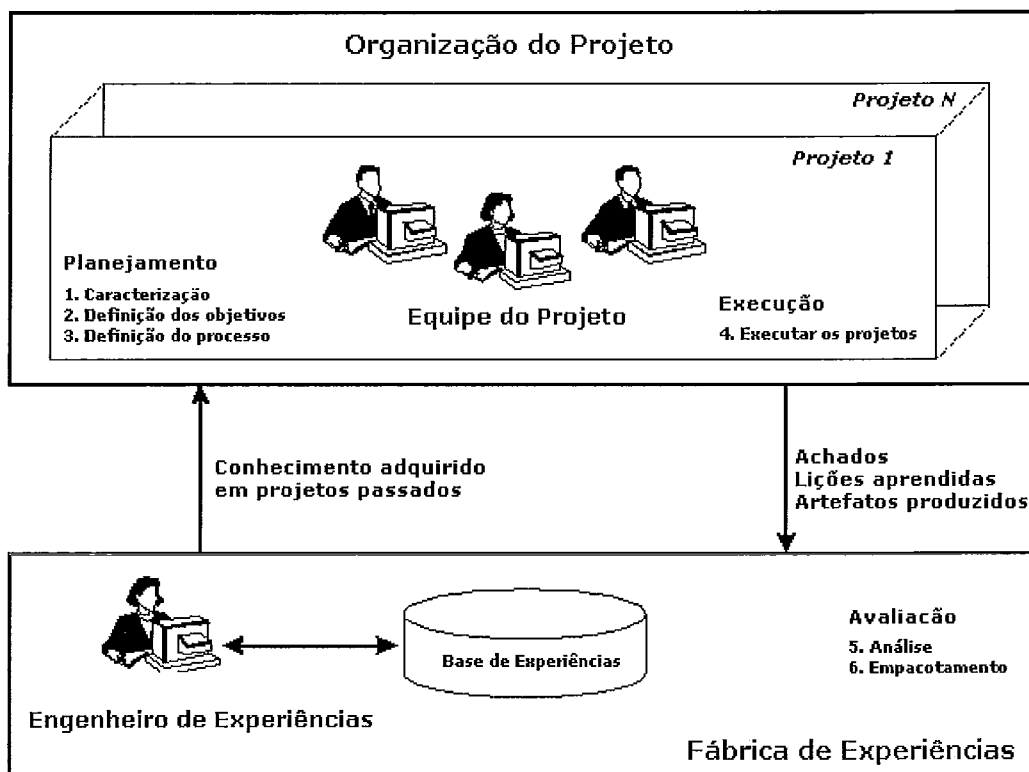 Organização do Projeto
Projeto N
Projeto 1
Planejamento
1. Caracterização
2. Definição dos objetivos
3. Definição do processo
Equipe do Projeto
Execução
4. Executar os projetos
Conhecimento adquirido
em projetos passados
Achados
Lições aprendidas
Artefatos produzidos
Engenheiro de Experiências
Base de Experiências
Avaliacão
5. Análise
6. Empacotamento
Fábrica de Experiências